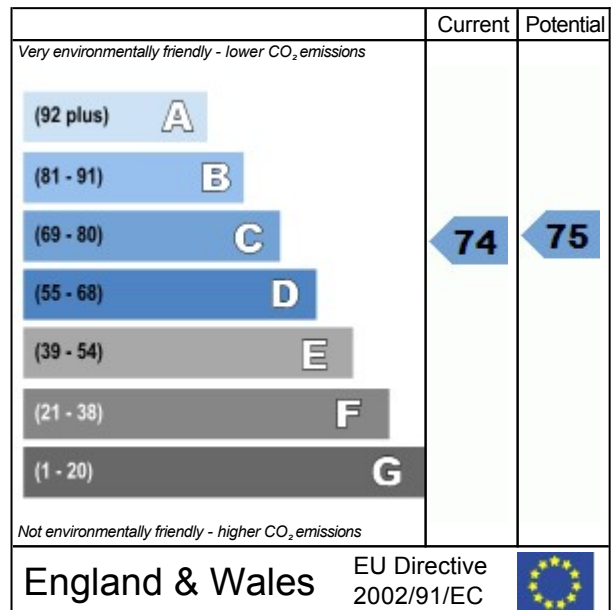 Current Potential
Very environmentally friendly - lower CO₂ emissions
(92 plus) A
(81 - 91) B
(69 - 80) C
74 75
(55 - 68) D
(39 - 54) E
(21 - 38) F
(1 - 20) G
Not environmentally friendly - higher CO₂ emissions
England & Wales
EU Directive
2002/91/EC